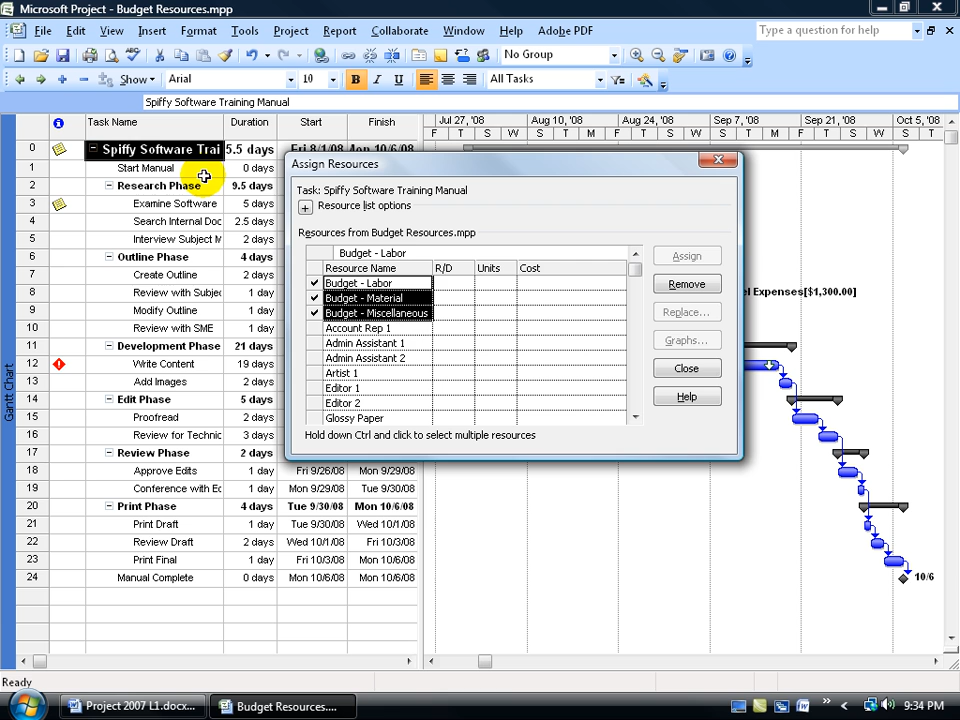 Microsoft Project - Budget Resources.mpp
File Edit View Insert Format Tools Project Report Collaborate Window Help Adobe PDF
Type a question for help
No Group
Show Arial 10 B I U All Tasks
Spiffy Software Training Manual
Task Name Duration Start Finish
Jul 27, '08 Aug 10, '08 Aug 24, '08 Sep 7, '08 Sep 21, '08 Oct 5, '08
F T S W F T S W F T M F T S W S T
0 Spiffy Software Trai 5.5 days Fri 8/1/08 Mon 10/6/08
1 Start Manual 0 days
2 Research Phase 9.5 days
3 Examine Software 5 days
4 Search Internal Doc 2.5 days
5 Interview Subject M 2 days
6 Outline Phase 4 days
7 Create Outline 2 days
8 Review with Subjec
9 Modify Outline
10 Review with SME
11 Development Phase 21 days
12 Write Content 19 days
13 Add Images 2 days
14 Edit Phase 5 days
15 Proofread 2 days
16 Review for Technic 3 days
17 Review Phase 2 days
18 Approve Edits 1 day Fri 9/26/08 Mon 9/29/08
19 Conference with Ec 1 day Mon 9/29/08 Mon 9/29/08
20 Print Phase 4 days Tue 9/30/08 Mon 10/6/08
21 Print Draft 1 day Tue 9/30/08 Wed 10/1/08
22 Review Draft 2 days Wed 10/1/08 Fri 10/3/08
23 Print Final 1 day Fri 10/3/08 Mon 10/6/08
24 Manual Complete 0 days Mon 10/6/08 Mon 10/6/08
Gantt Chart
el Expenses[$1,300.00]
10/6
Assign Resources
Task: Spiffy Software Training Manual
+ Resource list options
Resources from Budget Resources.mpp
Budget - Labor
Resource Name R/D Units Cost
Budget - Labor
Budget - Material
Budget - Miscellaneous
Account Rep 1
Admin Assistant 1
Admin Assistant 2
Artist 1
Editor 1
Editor 2
Glossy Paper
Assign
Remove
Replace...
Graphs...
Close
Help
Hold down Ctrl and click to select multiple resources
Ready
Project 2007 L1.docx... Budget Resources.... 9:34 PM